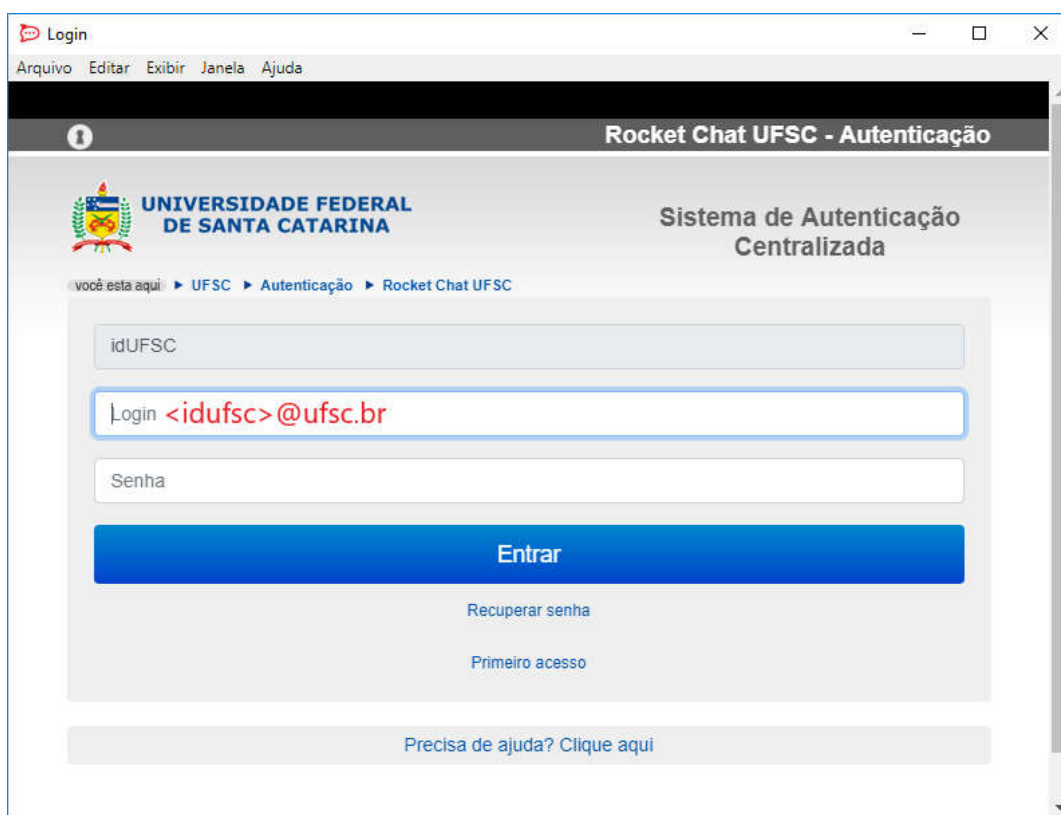 Login
Arquivo Editar Exibir Janela Ajuda
Rocket Chat UFSC - Autenticação
UNIVERSIDADE FEDERAL
DE SANTA CATARINA
Sistema de Autenticação
Centralizada
você esta aqui ▶ UFSC ▶ Autenticação ▶ Rocket Chat UFSC
idUFSC
Login <idufsc>@ufsc.br
Senha
Entrar
Recuperar senha
Primeiro acesso
Precisa de ajuda? Clique aqui